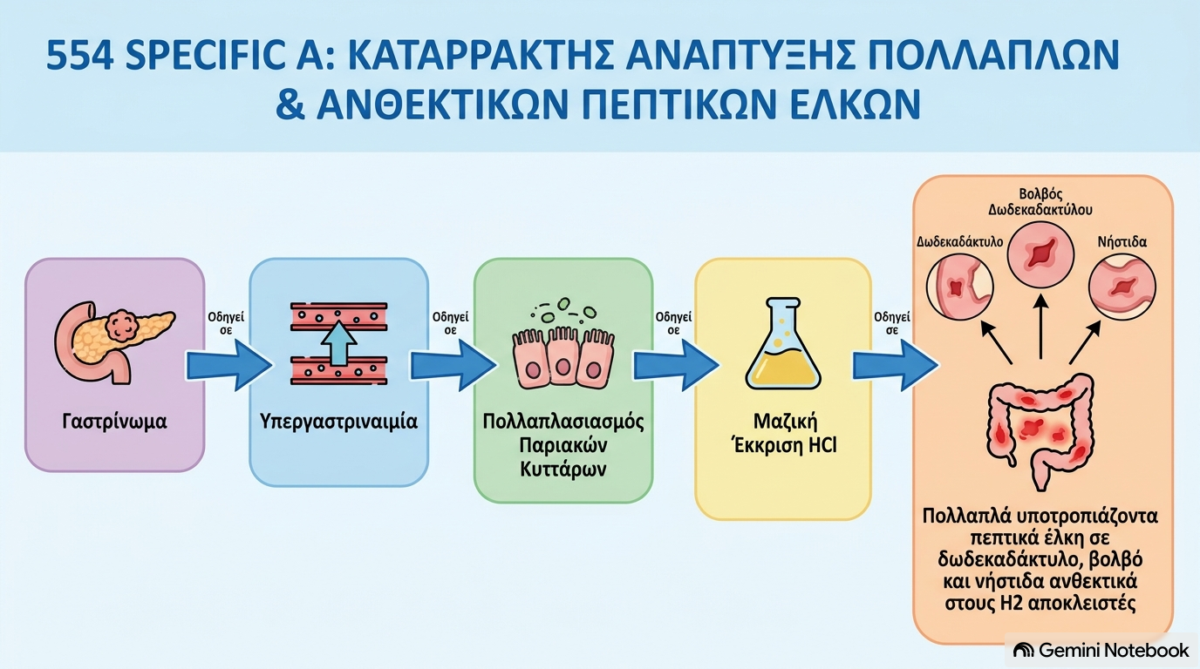 554 SPECIFIC A: ΚΑΤΑΡΡΑΚΤΗΣ ΑΝΑΠΤΥΞΗΣ ΠΟΛΛΑΠΛΩΝ
& ΑΝΘΕΚΤΙΚΩΝ ΠΕΠΤΙΚΩΝ ΕΛΚΩΝ
Γαστρίνωμα
Οδηγεί
σε
Υπεργαστριναιμία
Οδηγεί
σε
Πολλαπλασιασμός
Παριακών
Κυττάρων
Οδηγεί
σε
Μαζική
Έκκριση HCl
Οδηγεί
σε
Βολβός
Δωδεκαδακτύλου
Δωδεκαδάκτυλο
Νήστιδα
Πολλαπλά υποτροπιάζοντα
πεπτικά έλκη σε
δωδεκαδάκτυλο, βολβό
και νήστιδα ανθεκτικά
στους H2 αποκλειστές
Gemini Notebook